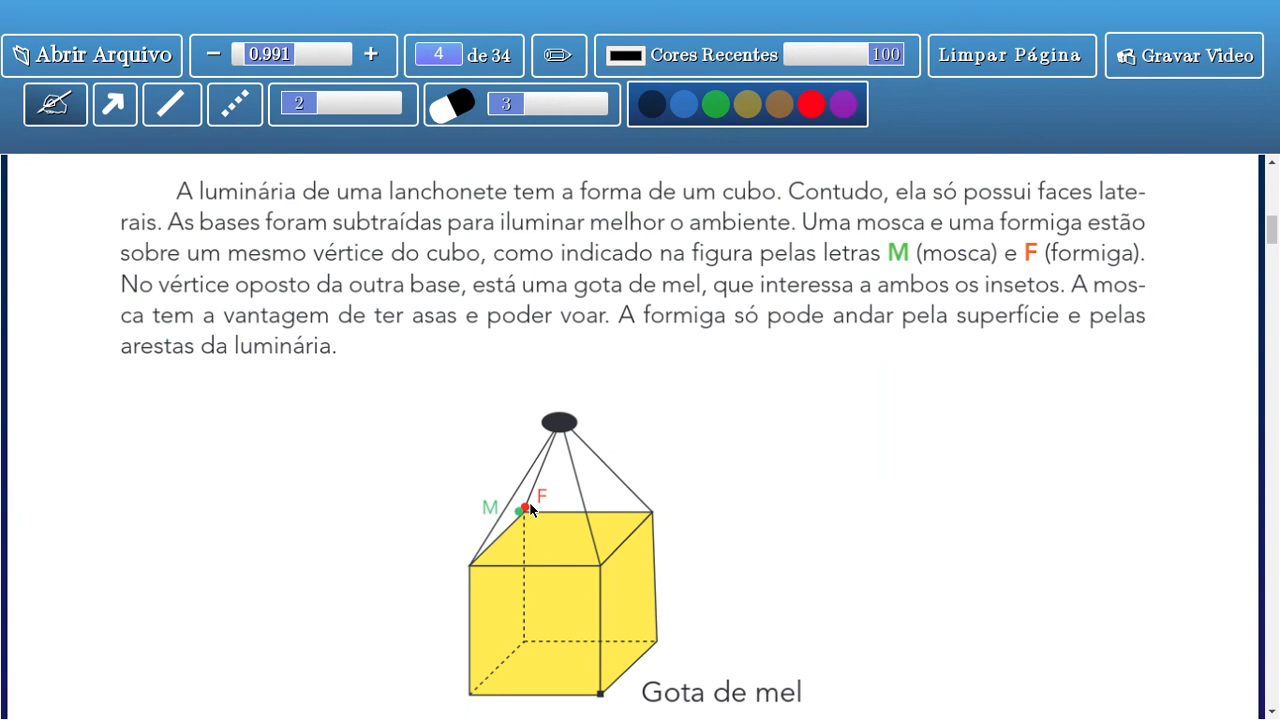 Abrir Arquivo − 0.991 + 4 de 34 Cores Recentes 100 Limpar Página Gravar Video
2 3
A luminária de uma lanchonete tem a forma de um cubo. Contudo, ela só possui faces late-
rais. As bases foram subtraídas para iluminar melhor o ambiente. Uma mosca e uma formiga estão
sobre um mesmo vértice do cubo, como indicado na figura pelas letras M (mosca) e F (formiga).
No vértice oposto da outra base, está uma gota de mel, que interessa a ambos os insetos. A mos-
ca tem a vantagem de ter asas e poder voar. A formiga só pode andar pela superfície e pelas
arestas da luminária.
F
M
Gota de mel